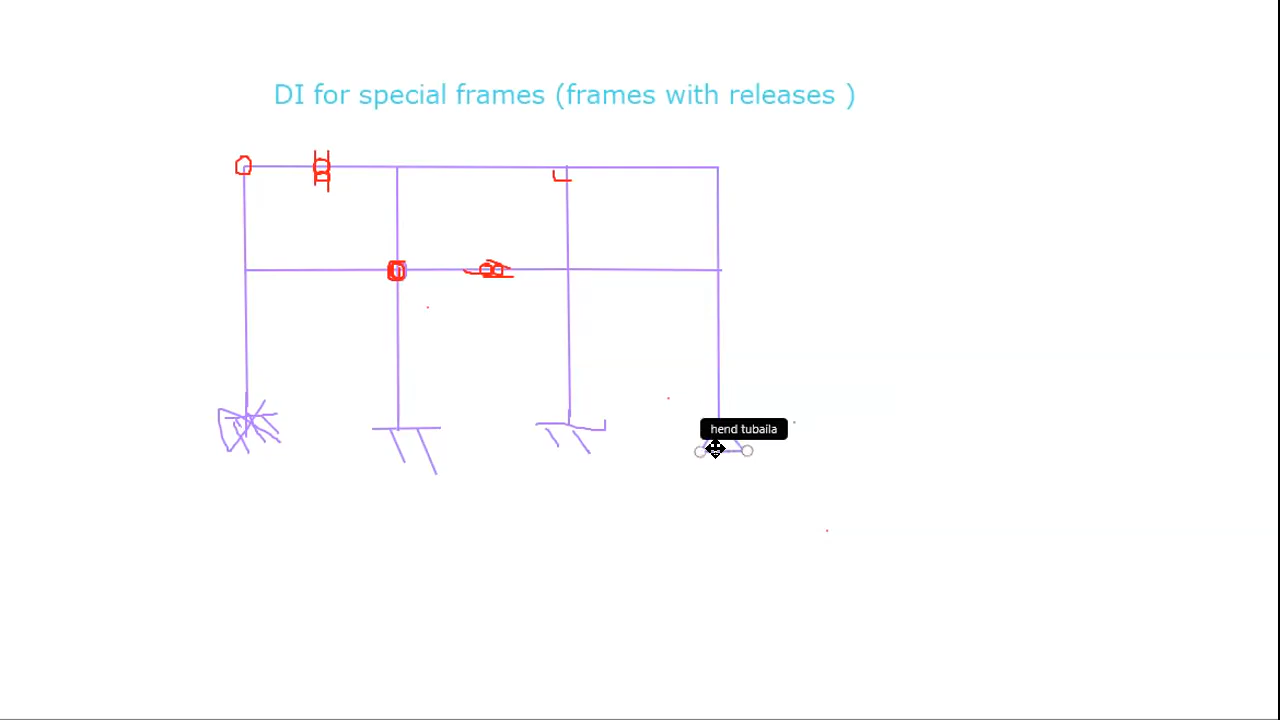 DI for special frames (frames with releases )
hend tubaila